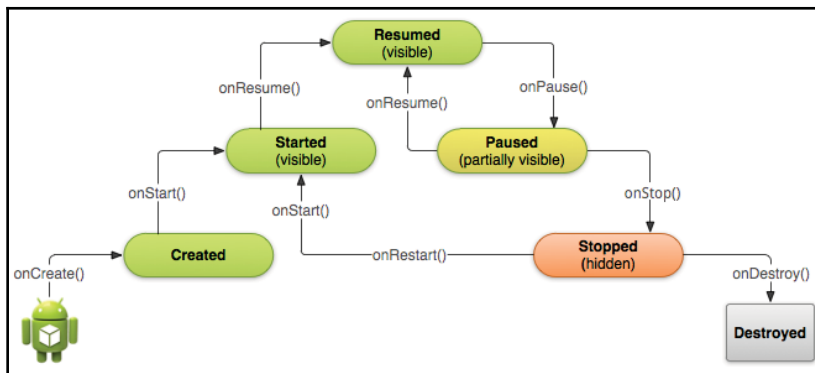 Resumed
(visible)
onResume()
onResume()
onPause()
Started
(visible)
Paused
(partially visible)
onStart()
onStart()
onStop()
Created
onRestart()
Stopped
(hidden)
onCreate()
onDestroy()
Destroyed